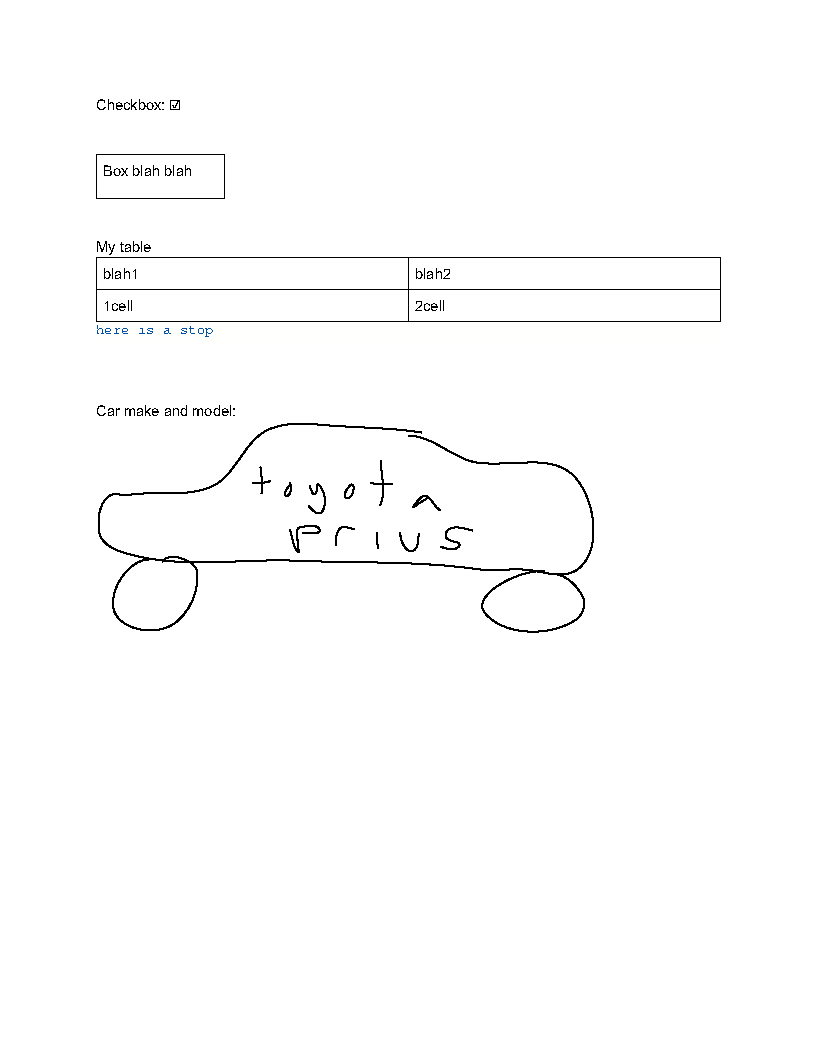 Checkbox: ☑
Box blah blah
My table
blah1 blah2
1cell 2cell
here is a stop
Car make and model:
toyota
prius